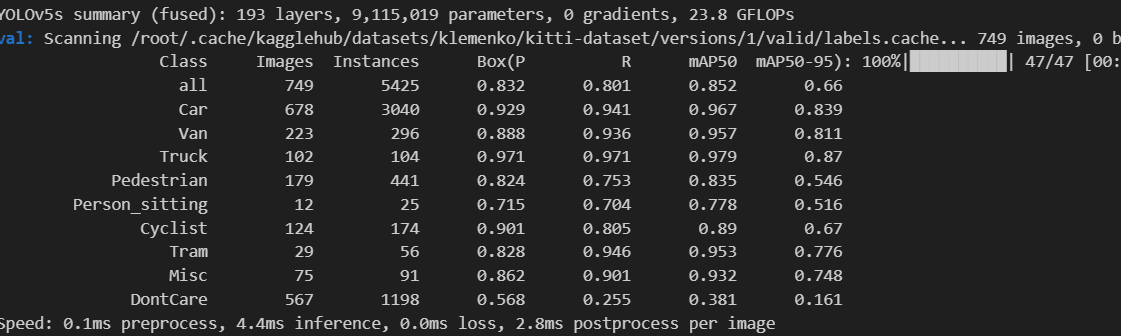 YOLOv5s summary (fused): 193 layers, 9,115,019 parameters, 0 gradients, 23.8 GFLOPs
val: Scanning /root/.cache/kagglehub/datasets/klemenko/kitti-dataset/versions/1/valid/labels.cache... 749 images, 0 b
Class Images Instances Box(P R mAP50 mAP50-95): 100%|██████████| 47/47 [00:
all 749 5425 0.832 0.801 0.852 0.66
Car 678 3040 0.929 0.941 0.967 0.839
Van 223 296 0.888 0.936 0.957 0.811
Truck 102 104 0.971 0.971 0.979 0.87
Pedestrian 179 441 0.824 0.753 0.835 0.546
Person_sitting 12 25 0.715 0.704 0.778 0.516
Cyclist 124 174 0.901 0.805 0.89 0.67
Tram 29 56 0.828 0.946 0.953 0.776
Misc 75 91 0.862 0.901 0.932 0.748
DontCare 567 1198 0.568 0.255 0.381 0.161
Speed: 0.1ms preprocess, 4.4ms inference, 0.0ms loss, 2.8ms postprocess per image